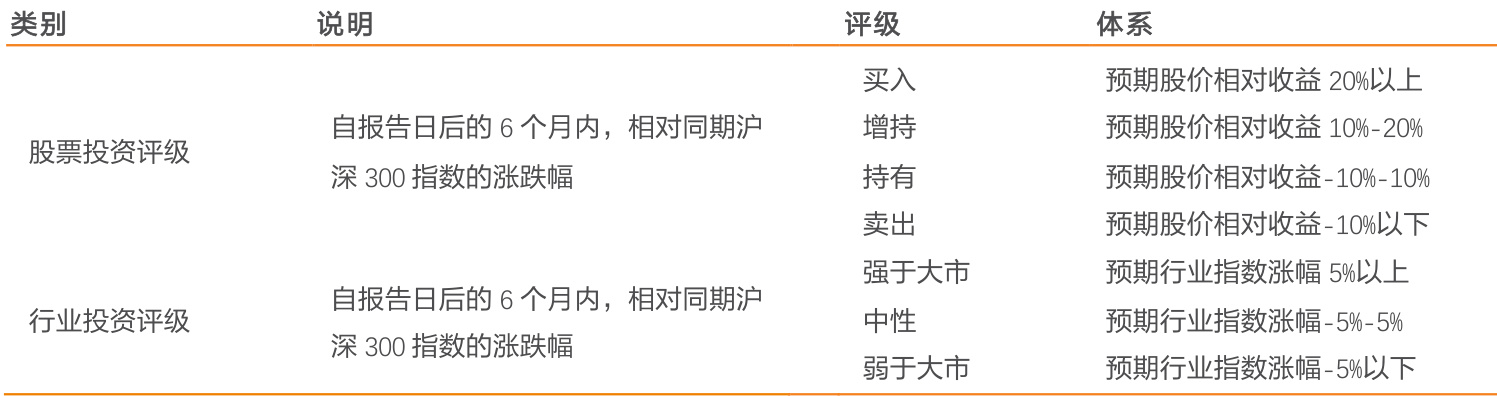 类别 说明 评级 体系
买入 预期股价相对收益 20%以上
自报告日后的 6 个月内，相对同期沪 增持 预期股价相对收益 10%-20%
股票投资评级
深 300 指数的涨跌幅 持有 预期股价相对收益-10%-10%
卖出 预期股价相对收益-10%以下
强于大市 预期行业指数涨幅 5%以上
自报告日后的 6 个月内，相对同期沪
行业投资评级 中性 预期行业指数涨幅-5%-5%
深 300 指数的涨跌幅
弱于大市 预期行业指数涨幅-5%以下